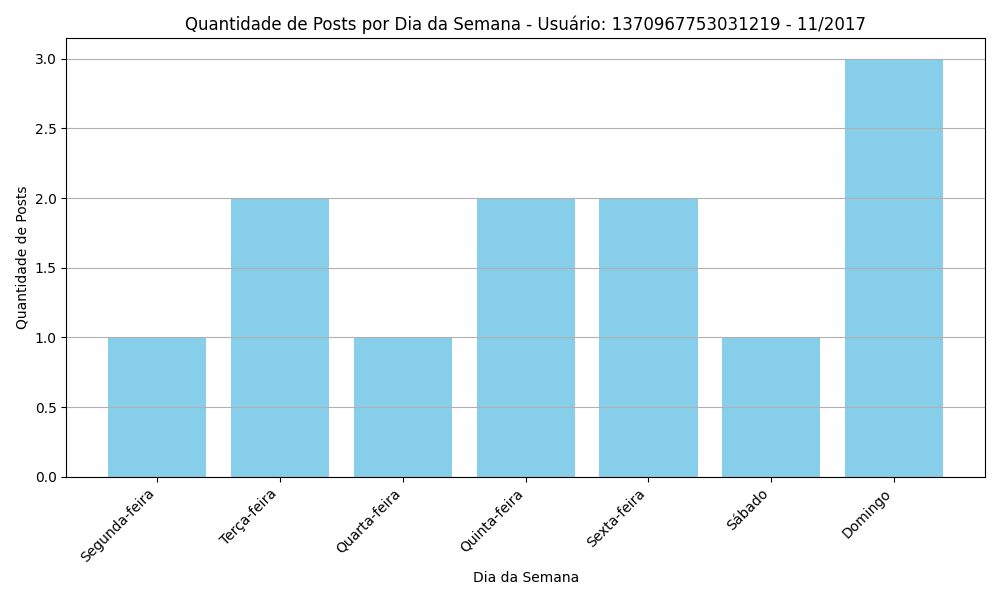 Quantidade de Posts por Dia da Semana - Usuário: 1370967753031219 - 11/2017
Quantidade de Posts
3.0
2.5
2.0
1.5
1.0
0.5
0.0
Segunda-feira
Terça-feira
Quarta-feira
Quinta-feira
Sexta-feira
Sábado
Domingo
Dia da Semana